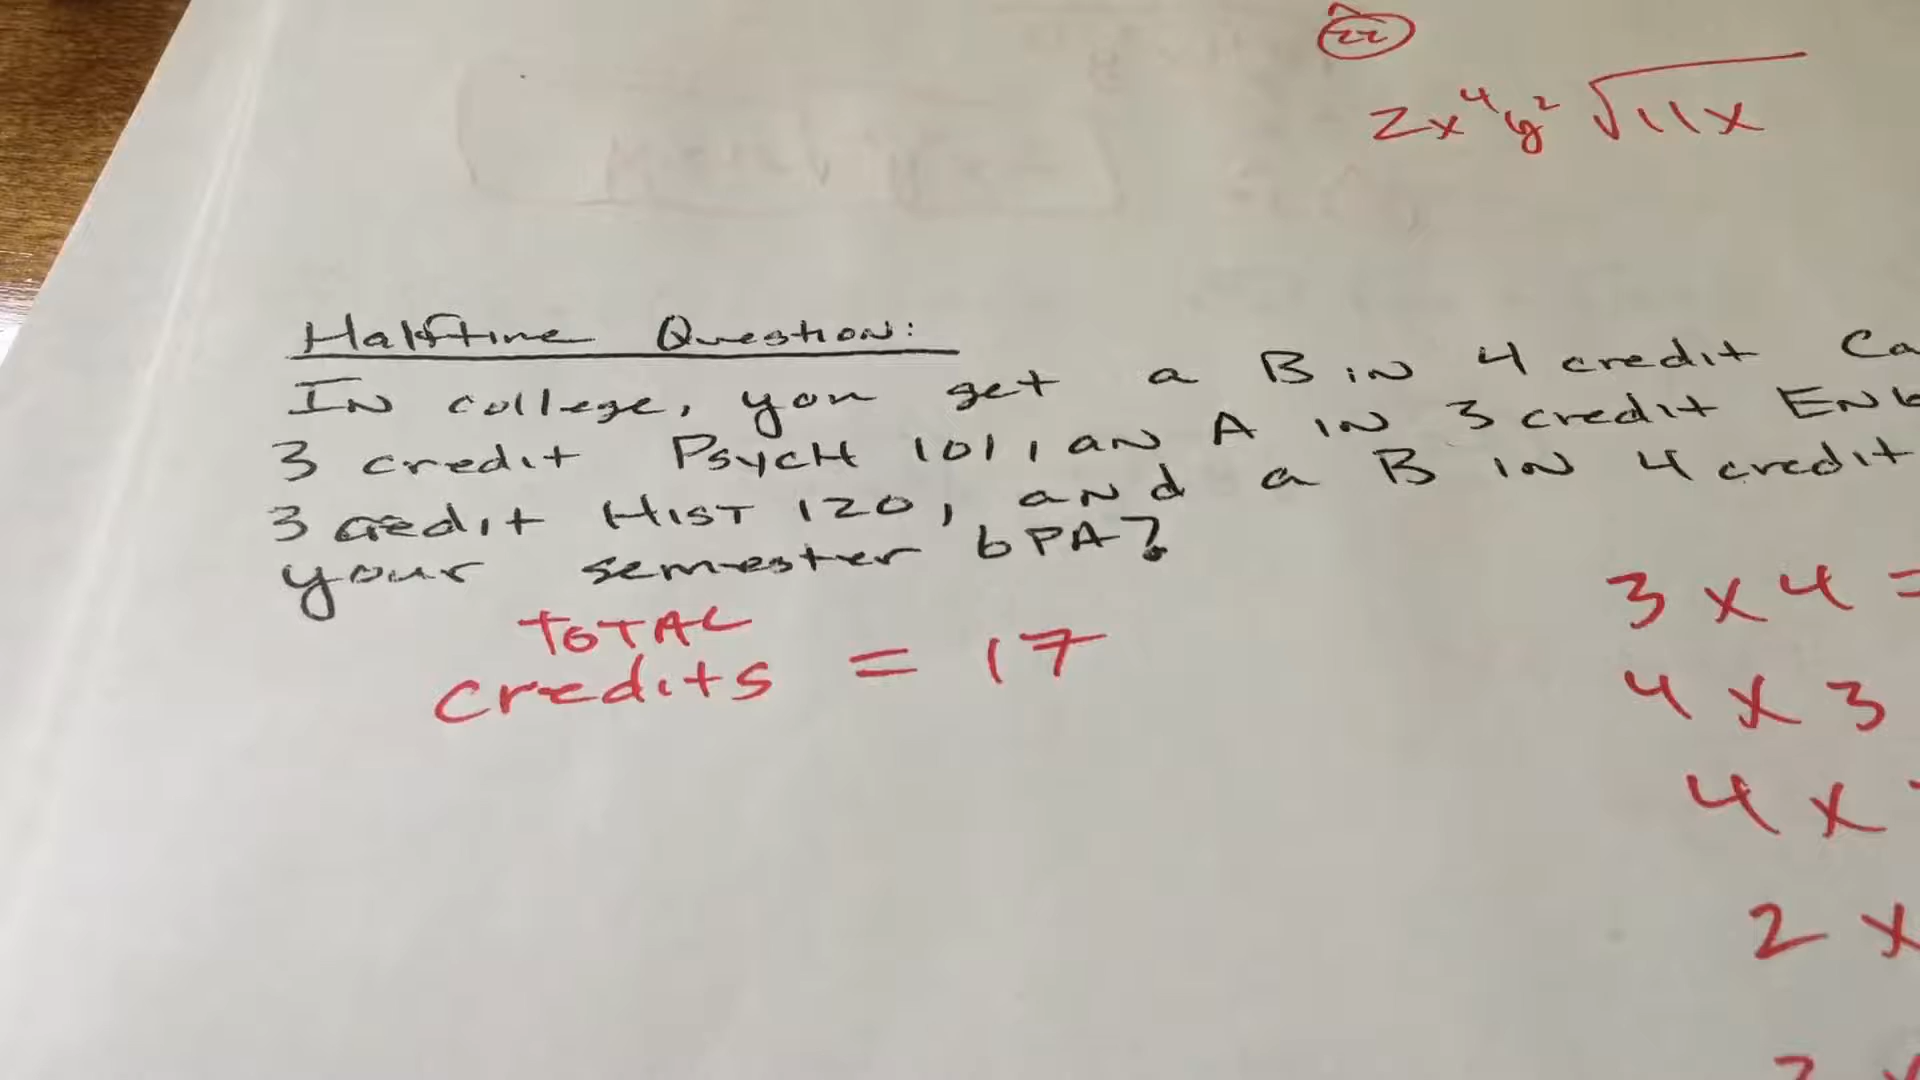 22
2x⁴y² √11x
Halftime Question:
In college, you get a B in 4 credit Ca
3 credit Psych 101, an A in 3 credit ENG
3 credit HIST 120, and a B in 4 credit
your semester GPA?
TOTAL
credits = 17
3 x 4 =
4 x 3
4 x
2 x